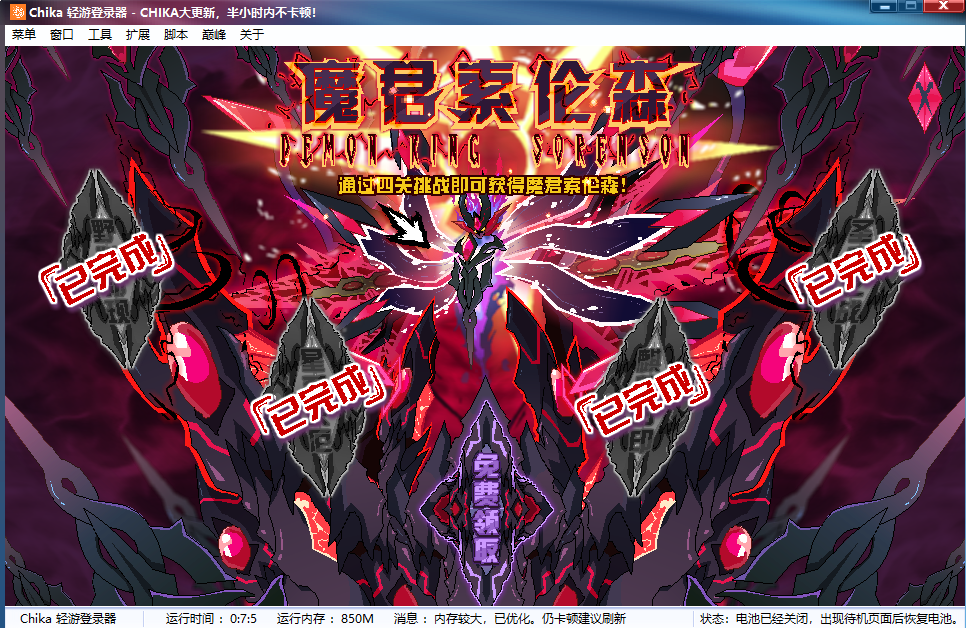 Chika 轻游登录器 - CHIKA大更新，半小时内不卡顿！
菜单 窗口 工具 扩展 脚本 巅峰 关于
魔君索伦森
DEMON KING SORENSON
通过四关挑战即可获得魔君索伦森！
『已完成』
『已完成』
『已完成』
『已完成』
免费领取
Chika 轻游登录器 运行时间：0:7:5 运行内存：850M 消息：内存较大，已优化。仍卡顿建议刷新 状态：电池已经关闭，出现待机页面后恢复电池。